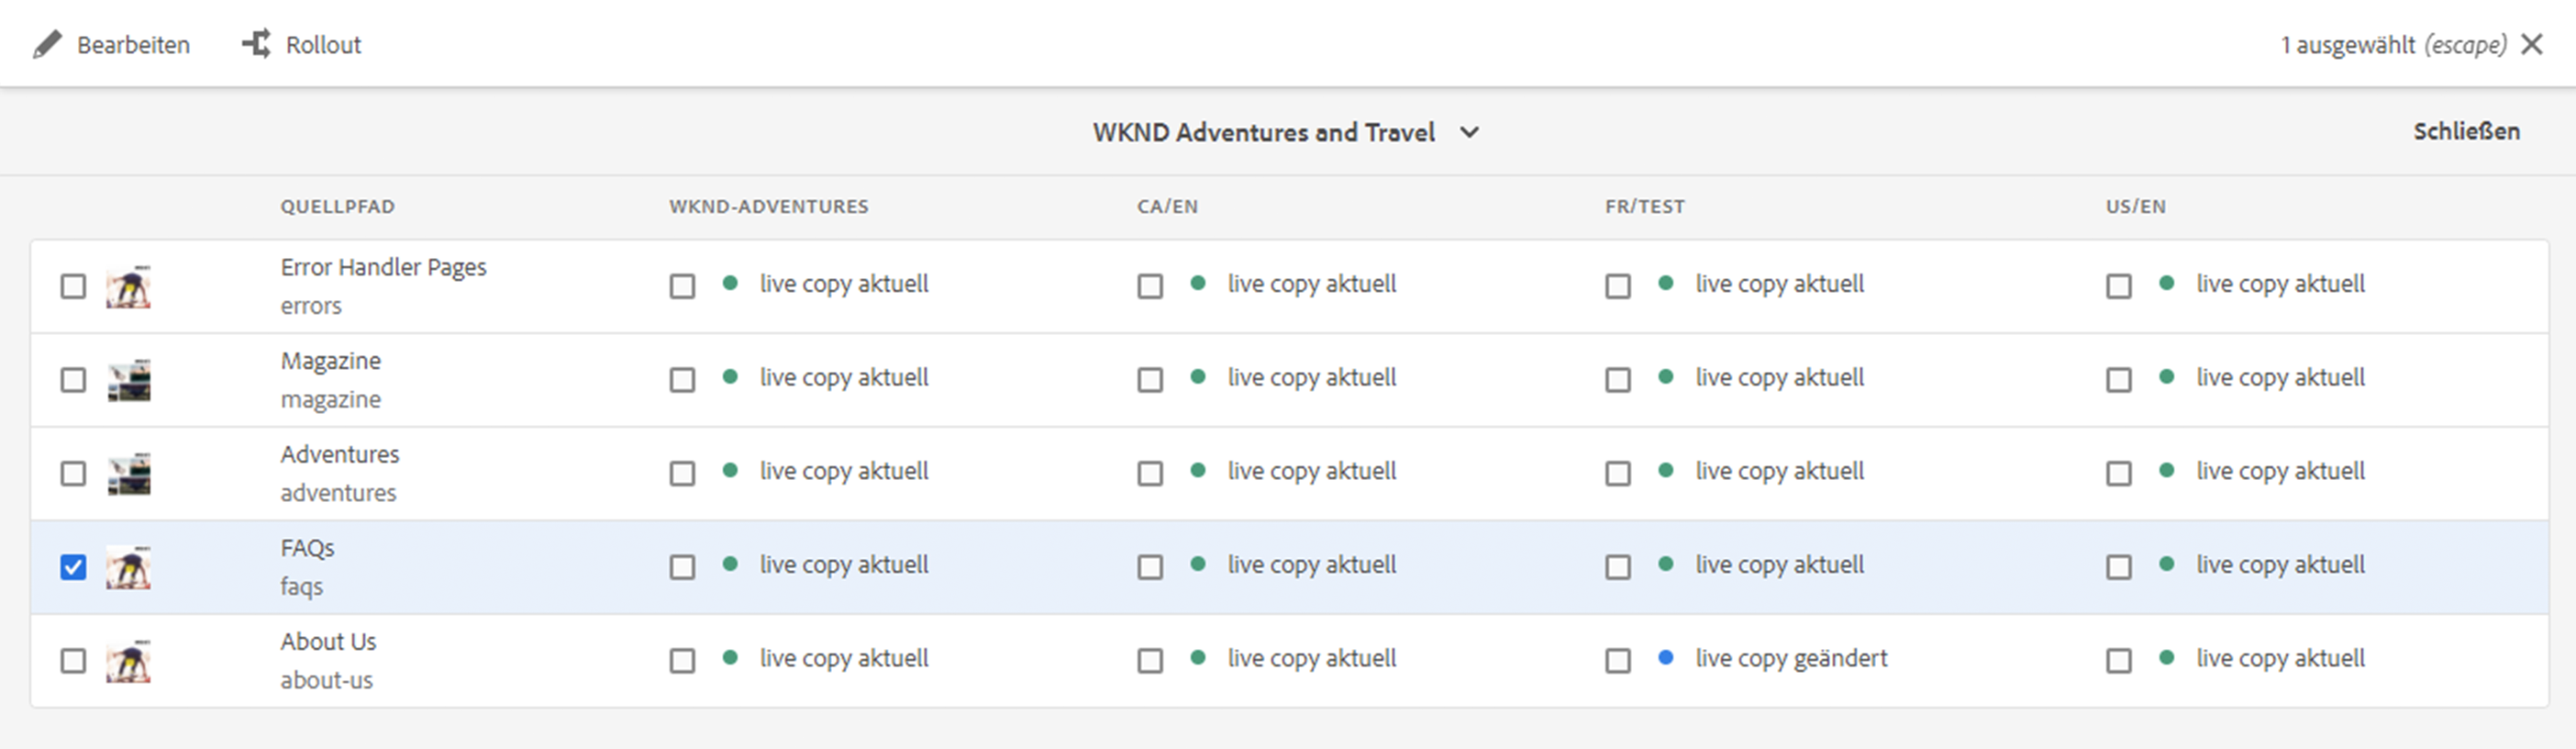 Bearbeiten Rollout 1 ausgewählt (escape)
WKND Adventures and Travel Schließen
QUELLPFAD WKND-ADVENTURES CA/EN FR/TEST US/EN
Error Handler Pages
errors
live copy aktuell live copy aktuell live copy aktuell live copy aktuell
Magazine
magazine
live copy aktuell live copy aktuell live copy aktuell live copy aktuell
Adventures
adventures
live copy aktuell live copy aktuell live copy aktuell live copy aktuell
FAQs
faqs
live copy aktuell live copy aktuell live copy aktuell live copy aktuell
About Us
about-us
live copy aktuell live copy aktuell live copy geändert live copy aktuell